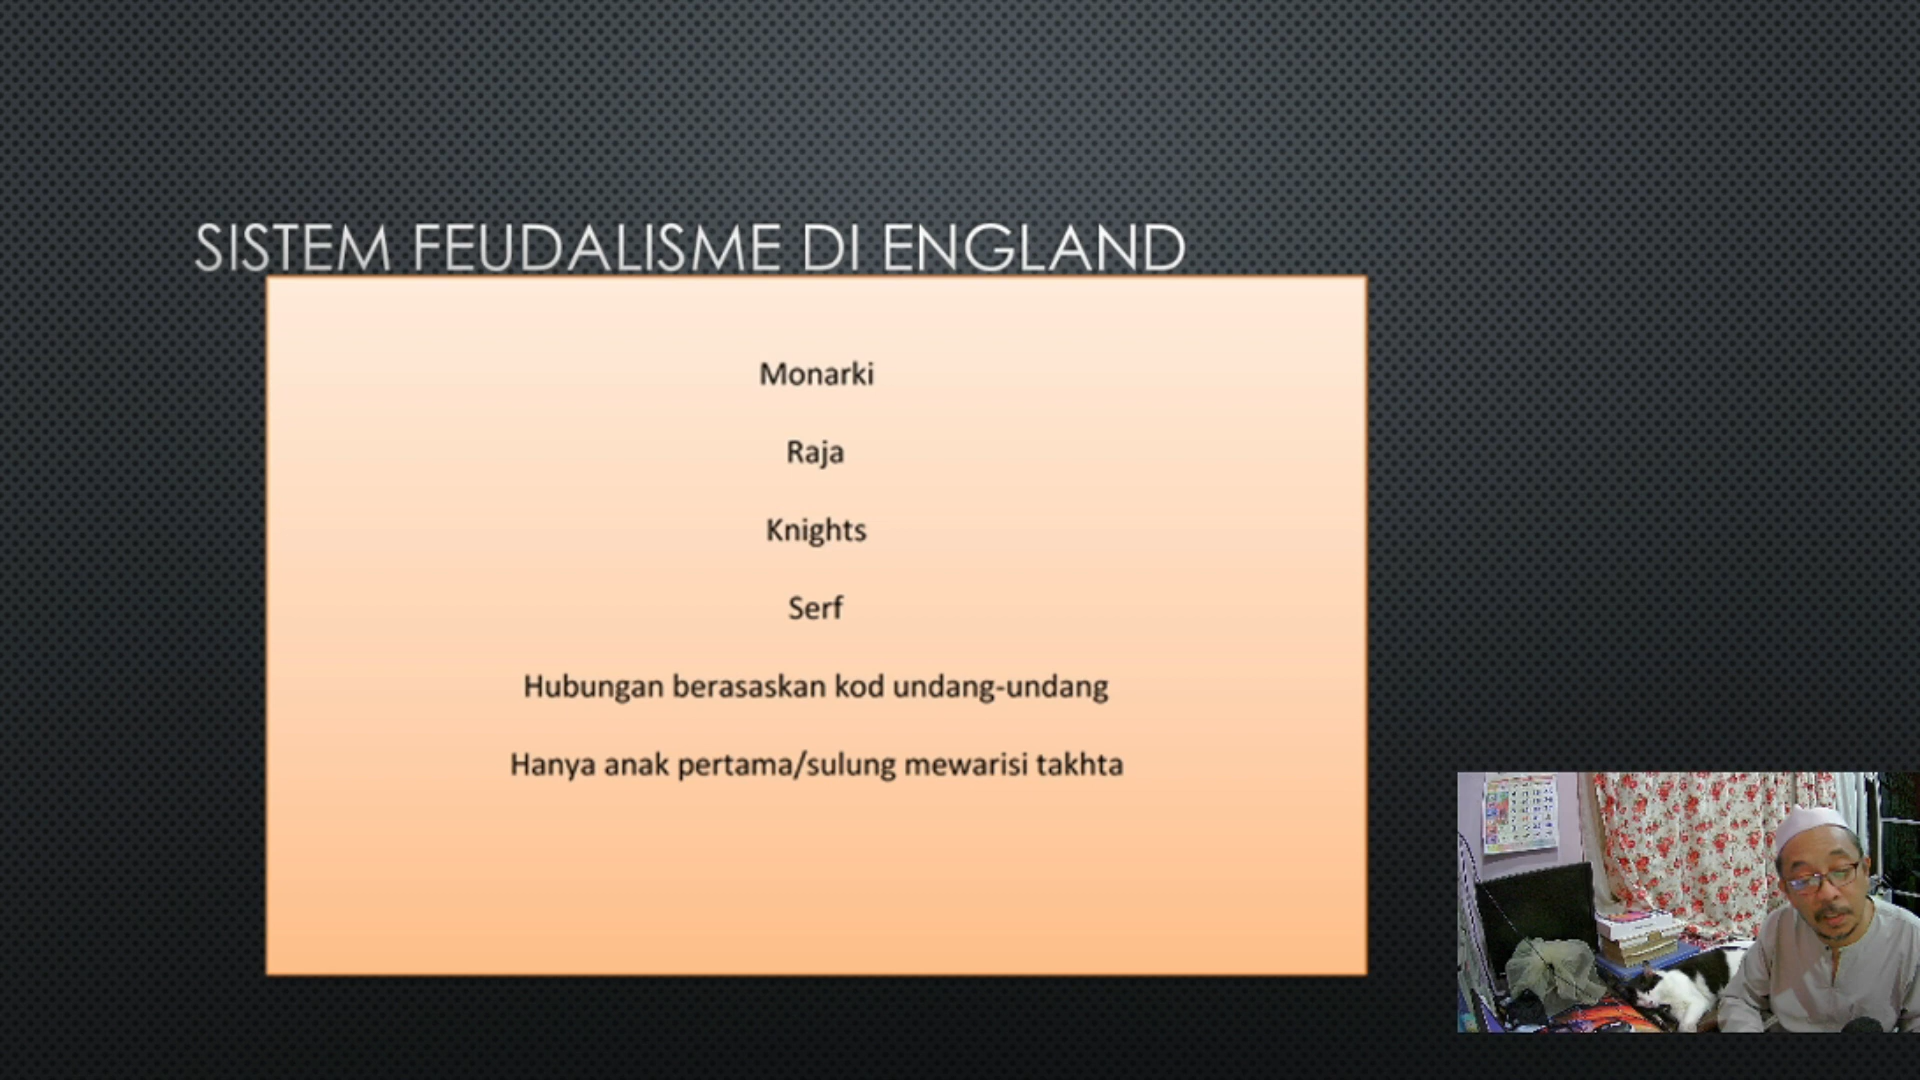 SISTEM FEUDALISME DI ENGLAND
Monarki
Raja
Knights
Serf
Hubungan berasaskan kod undang-undang
Hanya anak pertama/sulung mewarisi takhta